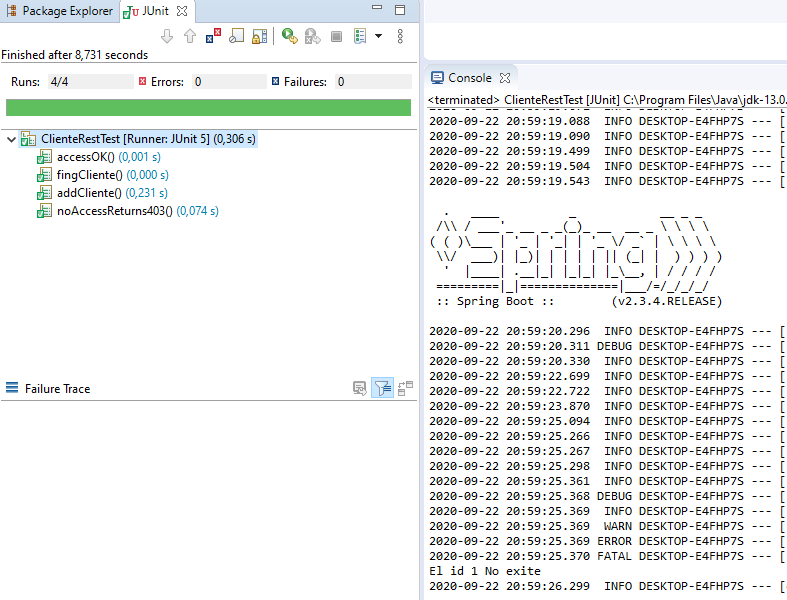 Package Explorer JUnit
Finished after 8,731 seconds
Runs: 4/4 Errors: 0 Failures: 0
ClienteRestTest [Runner: JUnit 5] (0,306 s)
accessOK() (0,001 s)
fingCliente() (0,000 s)
addCliente() (0,231 s)
noAccessReturns403() (0,074 s)
Failure Trace
Console
<terminated> ClienteRestTest [JUnit] C:\Program Files\Java\jdk-13.0.
2020-09-22 20:59:19.088 INFO DESKTOP-E4FHP7S --- [
2020-09-22 20:59:19.090 INFO DESKTOP-E4FHP7S --- [
2020-09-22 20:59:19.499 INFO DESKTOP-E4FHP7S --- [
2020-09-22 20:59:19.504 INFO DESKTOP-E4FHP7S --- [
2020-09-22 20:59:19.543 INFO DESKTOP-E4FHP7S --- [
  .   ____          _            __ _ _
 /\\ / ___'_ __ _ _(_)_ __  __ _ \ \ \ \
( ( )\___ | '_ | '_| | '_ \/ _` | \ \ \ \
 \\/  ___)| |_)| | | | | || (_| |  ) ) ) )
  '  |____| .__|_| |_|_| |_\__, | / / / /
 =========|_|==============|___/=/_/_/_/
:: Spring Boot :: (v2.3.4.RELEASE)
2020-09-22 20:59:20.296 INFO DESKTOP-E4FHP7S --- [
2020-09-22 20:59:20.311 DEBUG DESKTOP-E4FHP7S --- [
2020-09-22 20:59:20.330 INFO DESKTOP-E4FHP7S --- [
2020-09-22 20:59:22.699 INFO DESKTOP-E4FHP7S --- [
2020-09-22 20:59:22.722 INFO DESKTOP-E4FHP7S --- [
2020-09-22 20:59:23.870 INFO DESKTOP-E4FHP7S --- [
2020-09-22 20:59:25.094 INFO DESKTOP-E4FHP7S --- [
2020-09-22 20:59:25.266 INFO DESKTOP-E4FHP7S --- [
2020-09-22 20:59:25.267 INFO DESKTOP-E4FHP7S --- [
2020-09-22 20:59:25.298 INFO DESKTOP-E4FHP7S --- [
2020-09-22 20:59:25.361 INFO DESKTOP-E4FHP7S --- [
2020-09-22 20:59:25.368 DEBUG DESKTOP-E4FHP7S --- [
2020-09-22 20:59:25.369 INFO DESKTOP-E4FHP7S --- [
2020-09-22 20:59:25.369 WARN DESKTOP-E4FHP7S --- [
2020-09-22 20:59:25.369 ERROR DESKTOP-E4FHP7S --- [
2020-09-22 20:59:25.370 FATAL DESKTOP-E4FHP7S --- [
El id 1 No exite
2020-09-22 20:59:26.299 INFO DESKTOP-E4FHP7S --- [